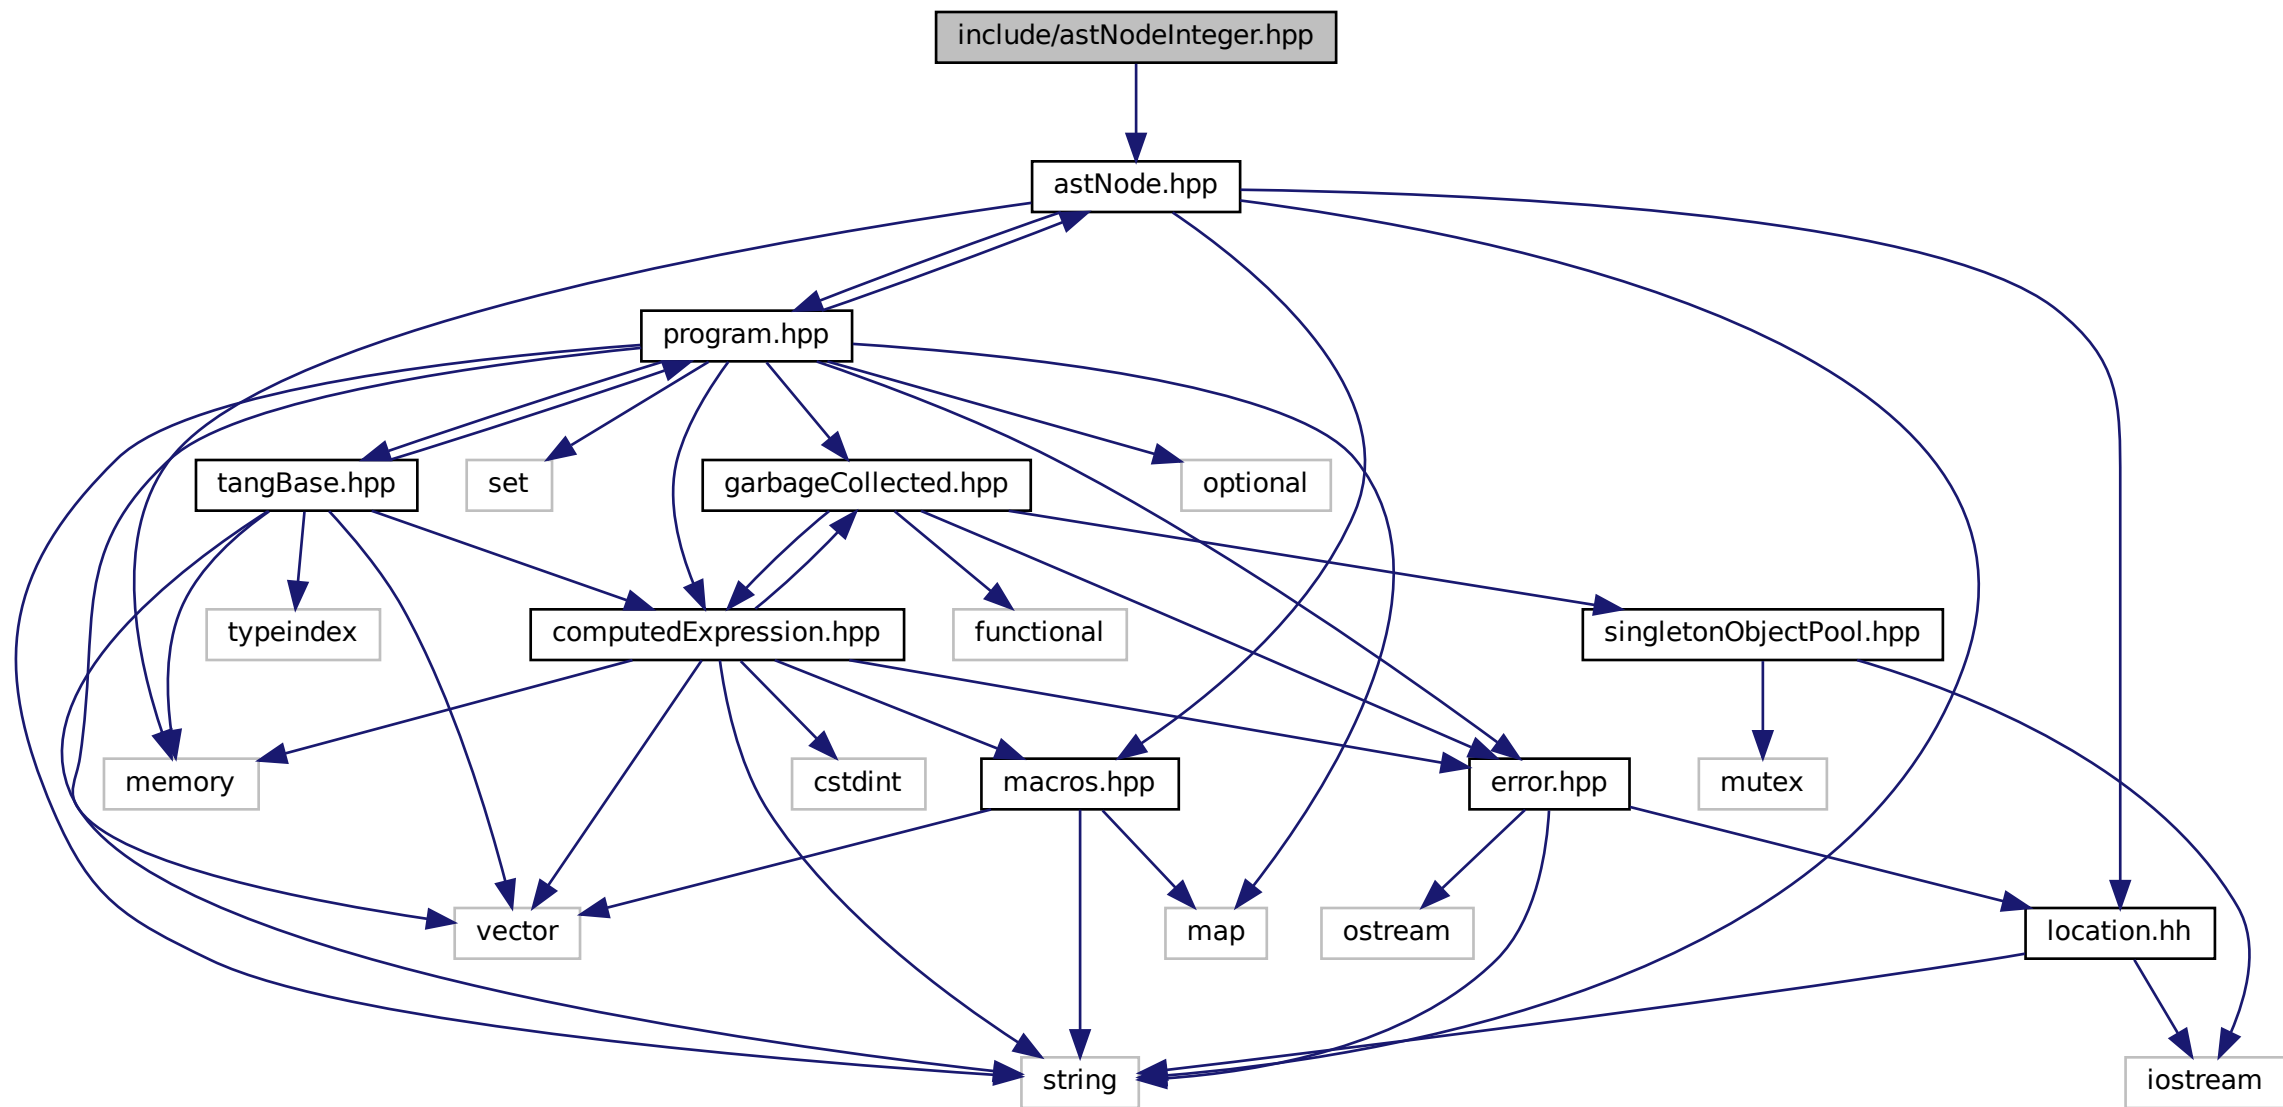 include/astNodeInteger.hpp
astNode.hpp
program.hpp
tangBase.hpp
set
garbageCollected.hpp
optional
typeindex
computedExpression.hpp
functional
singletonObjectPool.hpp
memory
cstdint
macros.hpp
error.hpp
mutex
vector
map
ostream
location.hh
string
iostream